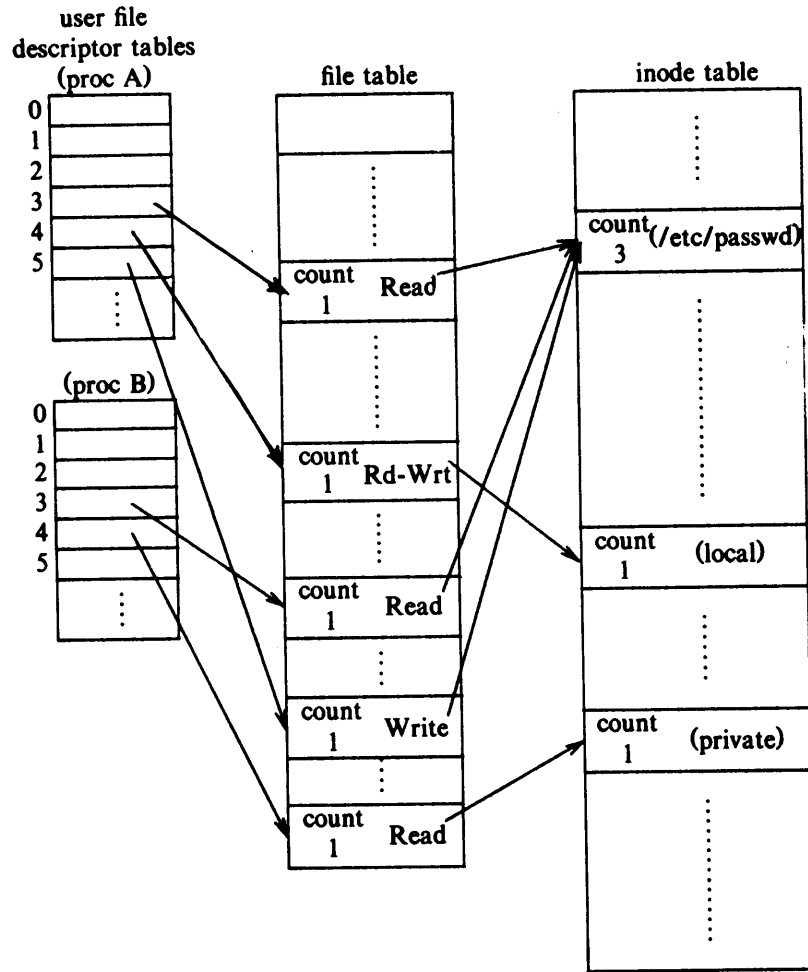 user file
descriptor tables
(proc A)
0
1
2
3
4
5
(proc B)
0
1
2
3
4
5
file table
count
1 Read
count
1 Rd-Wrt
count
1 Read
count
1 Write
count
1 Read
inode table
count (/etc/passwd)
3
count (local)
1
count (private)
1